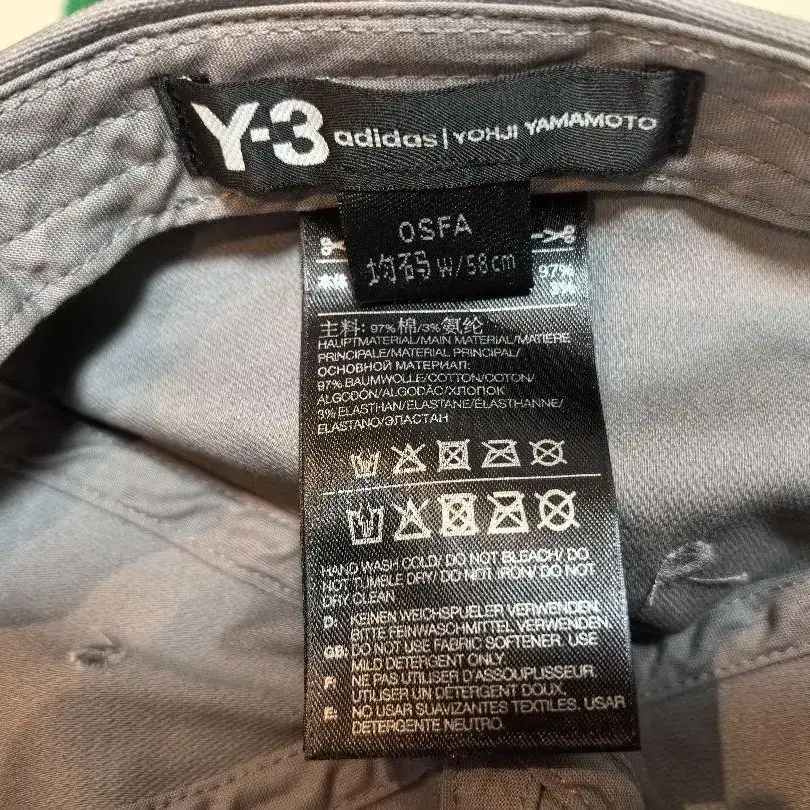 Y-3 adidas | YOHJI YAMAMOTO
OSFA
均码 W/58cm
97%
3%
主料: 97%棉/3%氨纶
HAUPTMATERIAL/MAIN MATERIAL/MATIÈRE
PRINCIPALE/MATERIAL PRINCIPAL/
ОСНОВНОЙ МАТЕРИАЛ:
97% BAUMWOLLE/COTTON/COTON/
ALGODÓN/ALGODÃO/ХЛОПОК
3% ELASTHAN/ELASTANE/ÉLASTHANNE/
ELASTANO/ЭЛАСТАН
HAND WASH COLD/ DO NOT BLEACH/ DO
NOT TUMBLE DRY/ DO NOT IRON/ DO NOT
DRY CLEAN
D: KEINEN WEICHSPUELER VERWENDEN.
BITTE FEINWASCHMITTEL VERWENDEN.
GB: DO NOT USE FABRIC SOFTENER. USE
MILD DETERGENT ONLY.
F: NE PAS UTILISER D'ASSOUPLISSEUR.
UTILISER UN DÉTERGENT DOUX.
E: NO USAR SUAVIZANTES TEXTILES. USAR
DETERGENTE NEUTRO.